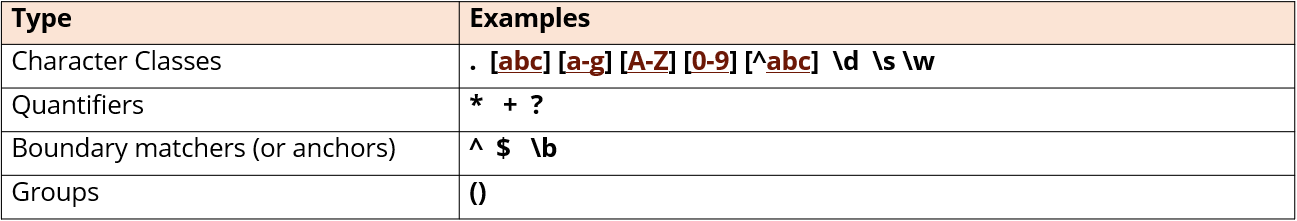 Type Examples
Character Classes . [abc] [a-g] [A-Z] [0-9] [^abc] \d \s \w
Quantifiers * + ?
Boundary matchers (or anchors) ^ $ \b
Groups ()